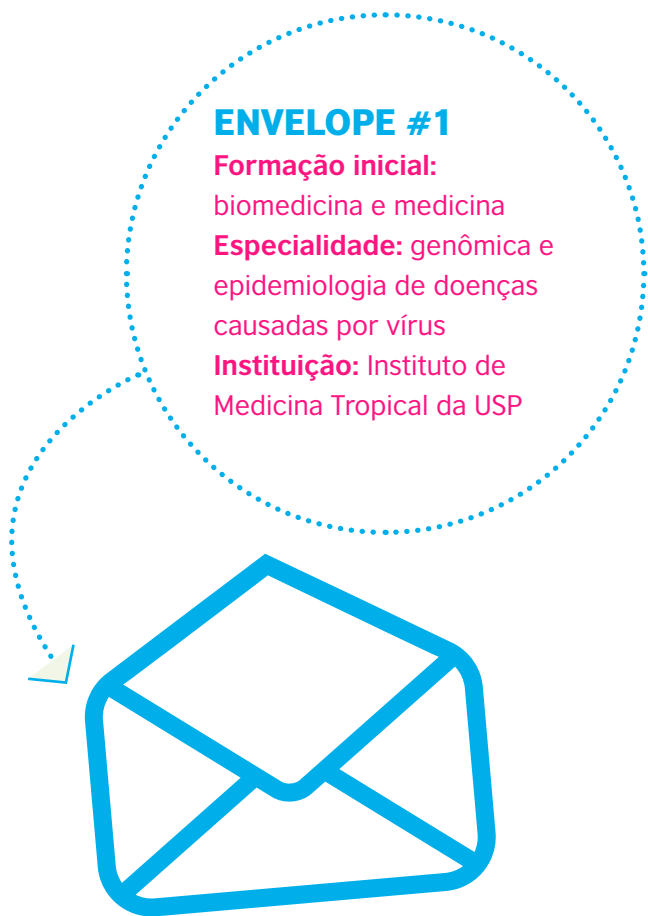 ENVELOPE #1
Formação inicial:
biomedicina e medicina
Especialidade: genômica e
epidemiologia de doenças
causadas por vírus
Instituição: Instituto de
Medicina Tropical da USP